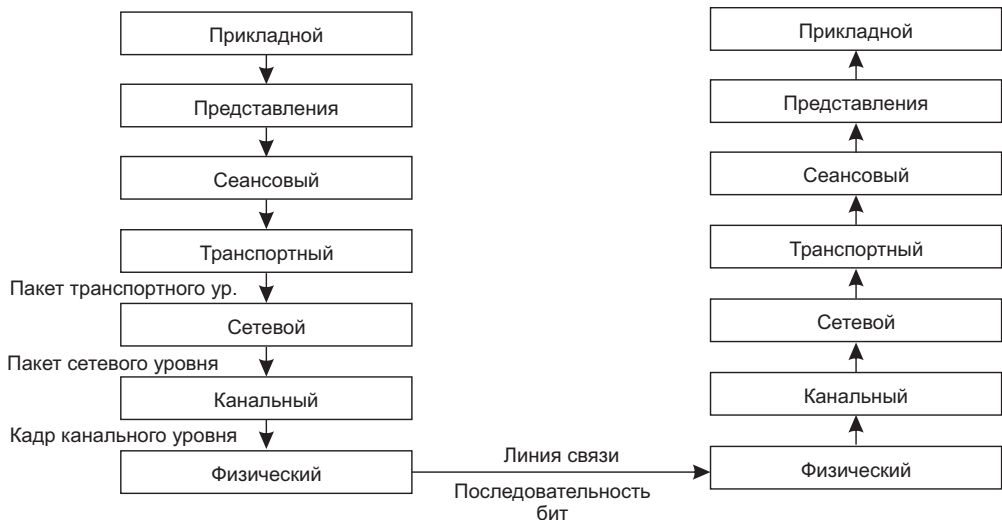 Прикладной
Представления
Сеансовый
Транспортный
Пакет транспортного ур.
Сетевой
Пакет сетевого уровня
Канальный
Кадр канального уровня
Физический
Линия связи
Последовательность
бит
Прикладной
Представления
Сеансовый
Транспортный
Сетевой
Канальный
Физический